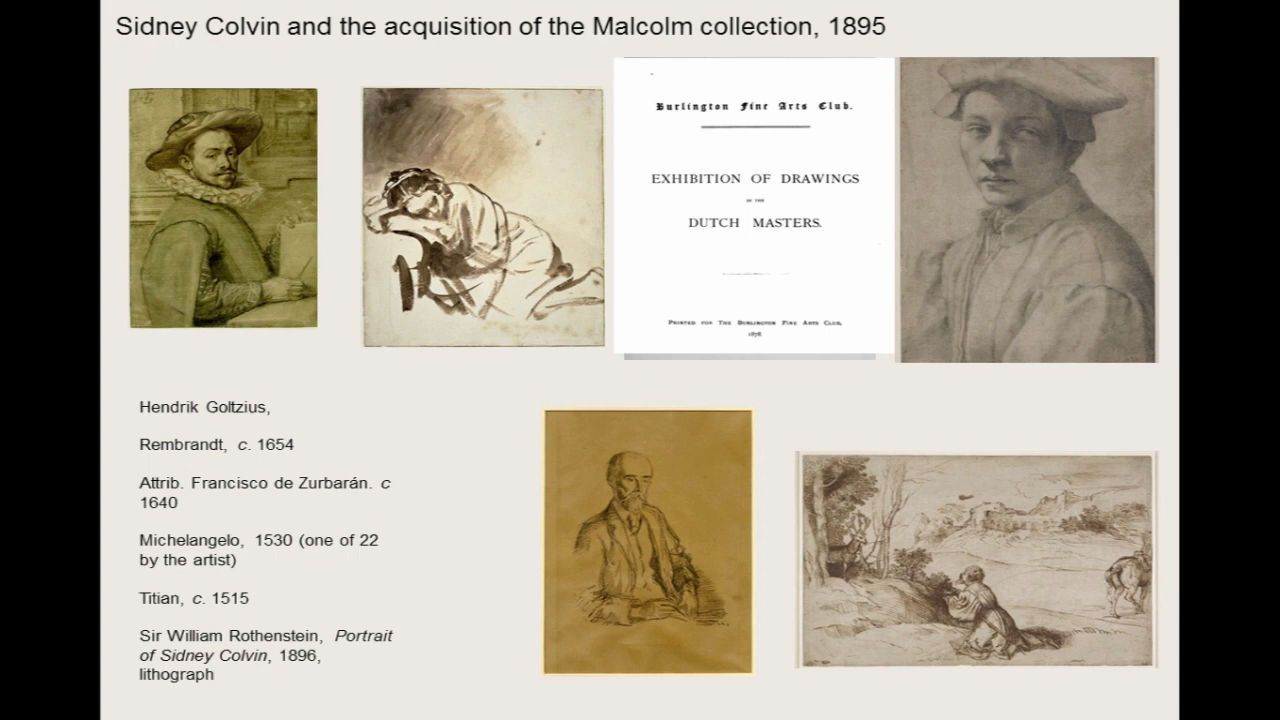 Sidney Colvin and the acquisition of the Malcolm collection, 1895
Burlington Fine Arts Club.
EXHIBITION OF DRAWINGS
BY THE
DUTCH MASTERS.
PRINTED FOR THE BURLINGTON FINE ARTS CLUB,
1878.
Hendrik Goltzius,
Rembrandt, c. 1654
Attrib. Francisco de Zurbarán. c
1640
Michelangelo, 1530 (one of 22
by the artist)
Titian, c. 1515
Sir William Rothenstein, Portrait
of Sidney Colvin, 1896,
lithograph